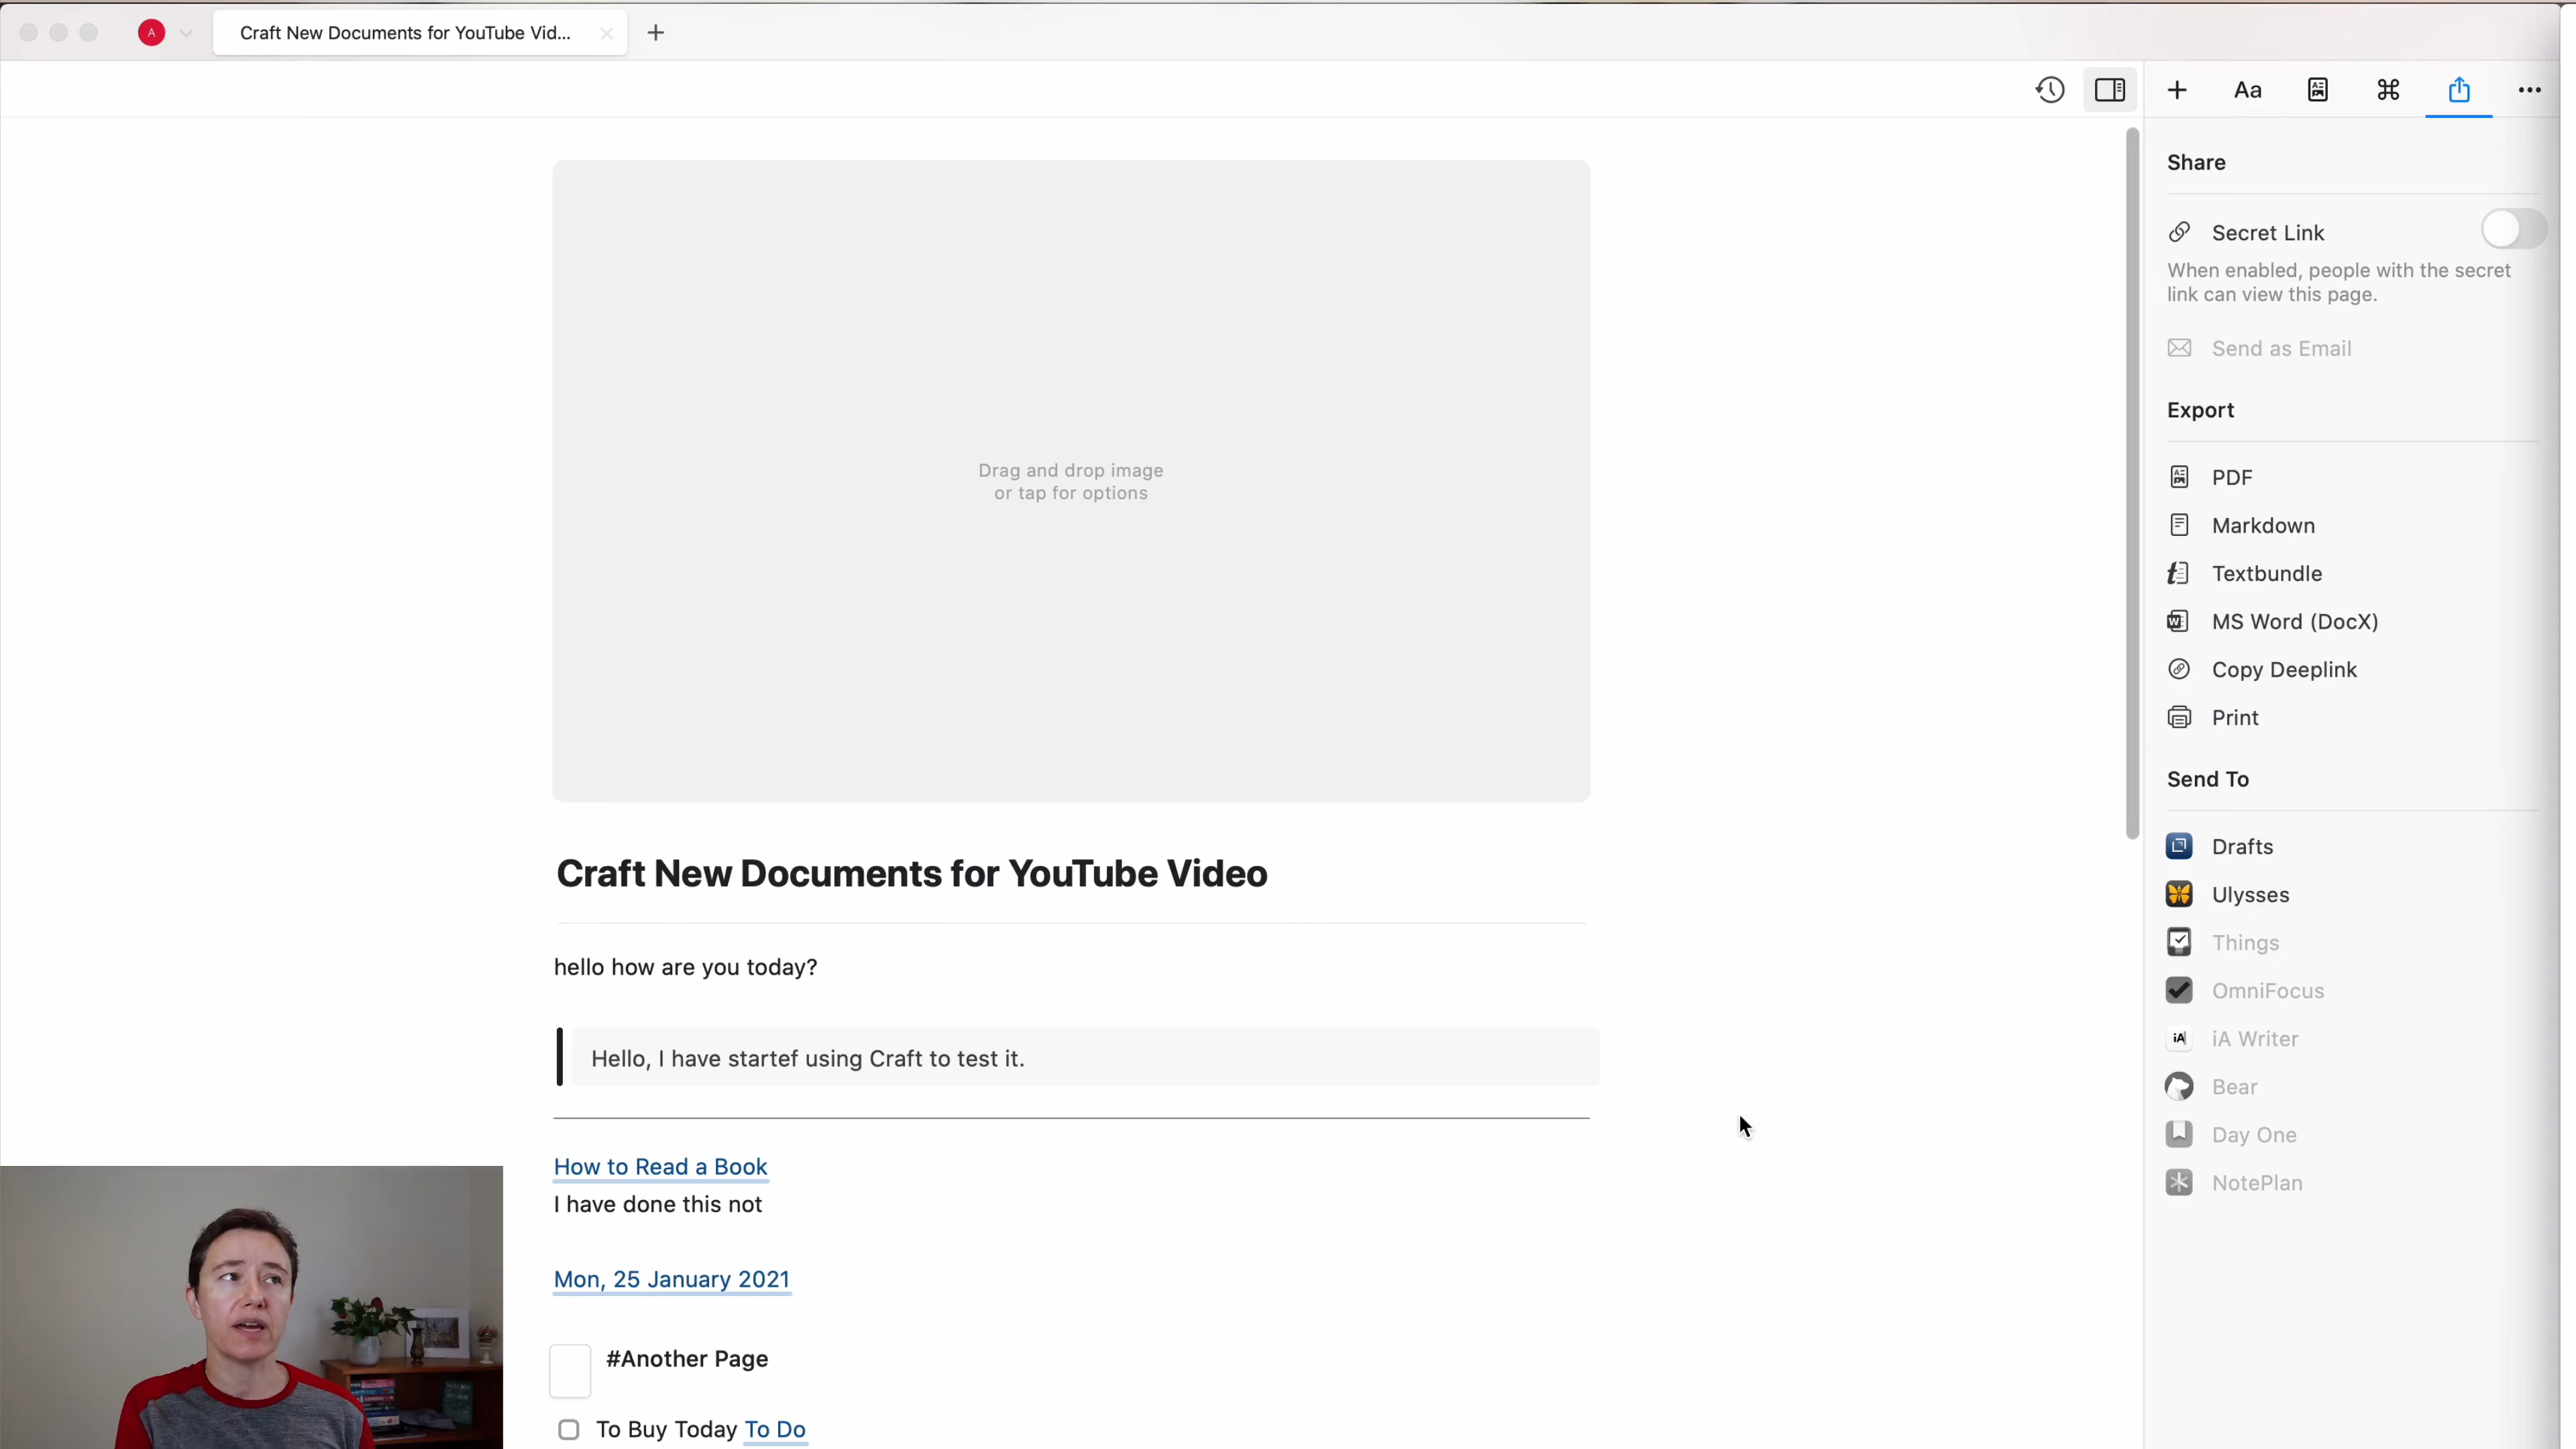 A
Craft New Documents for YouTube Vid...
Aa
Share
Secret Link
When enabled, people with the secret
link can view this page.
Send as Email
Export
PDF
Markdown
Textbundle
MS Word (DocX)
Copy Deeplink
Print
Send To
Drafts
Ulysses
Things
OmniFocus
iA
iA Writer
Bear
Day One
NotePlan
Drag and drop image
or tap for options
Craft New Documents for YouTube Video
hello how are you today?
Hello, I have startef using Craft to test it.
How to Read a Book
I have done this not
Mon, 25 January 2021
#Another Page
To Buy Today To Do